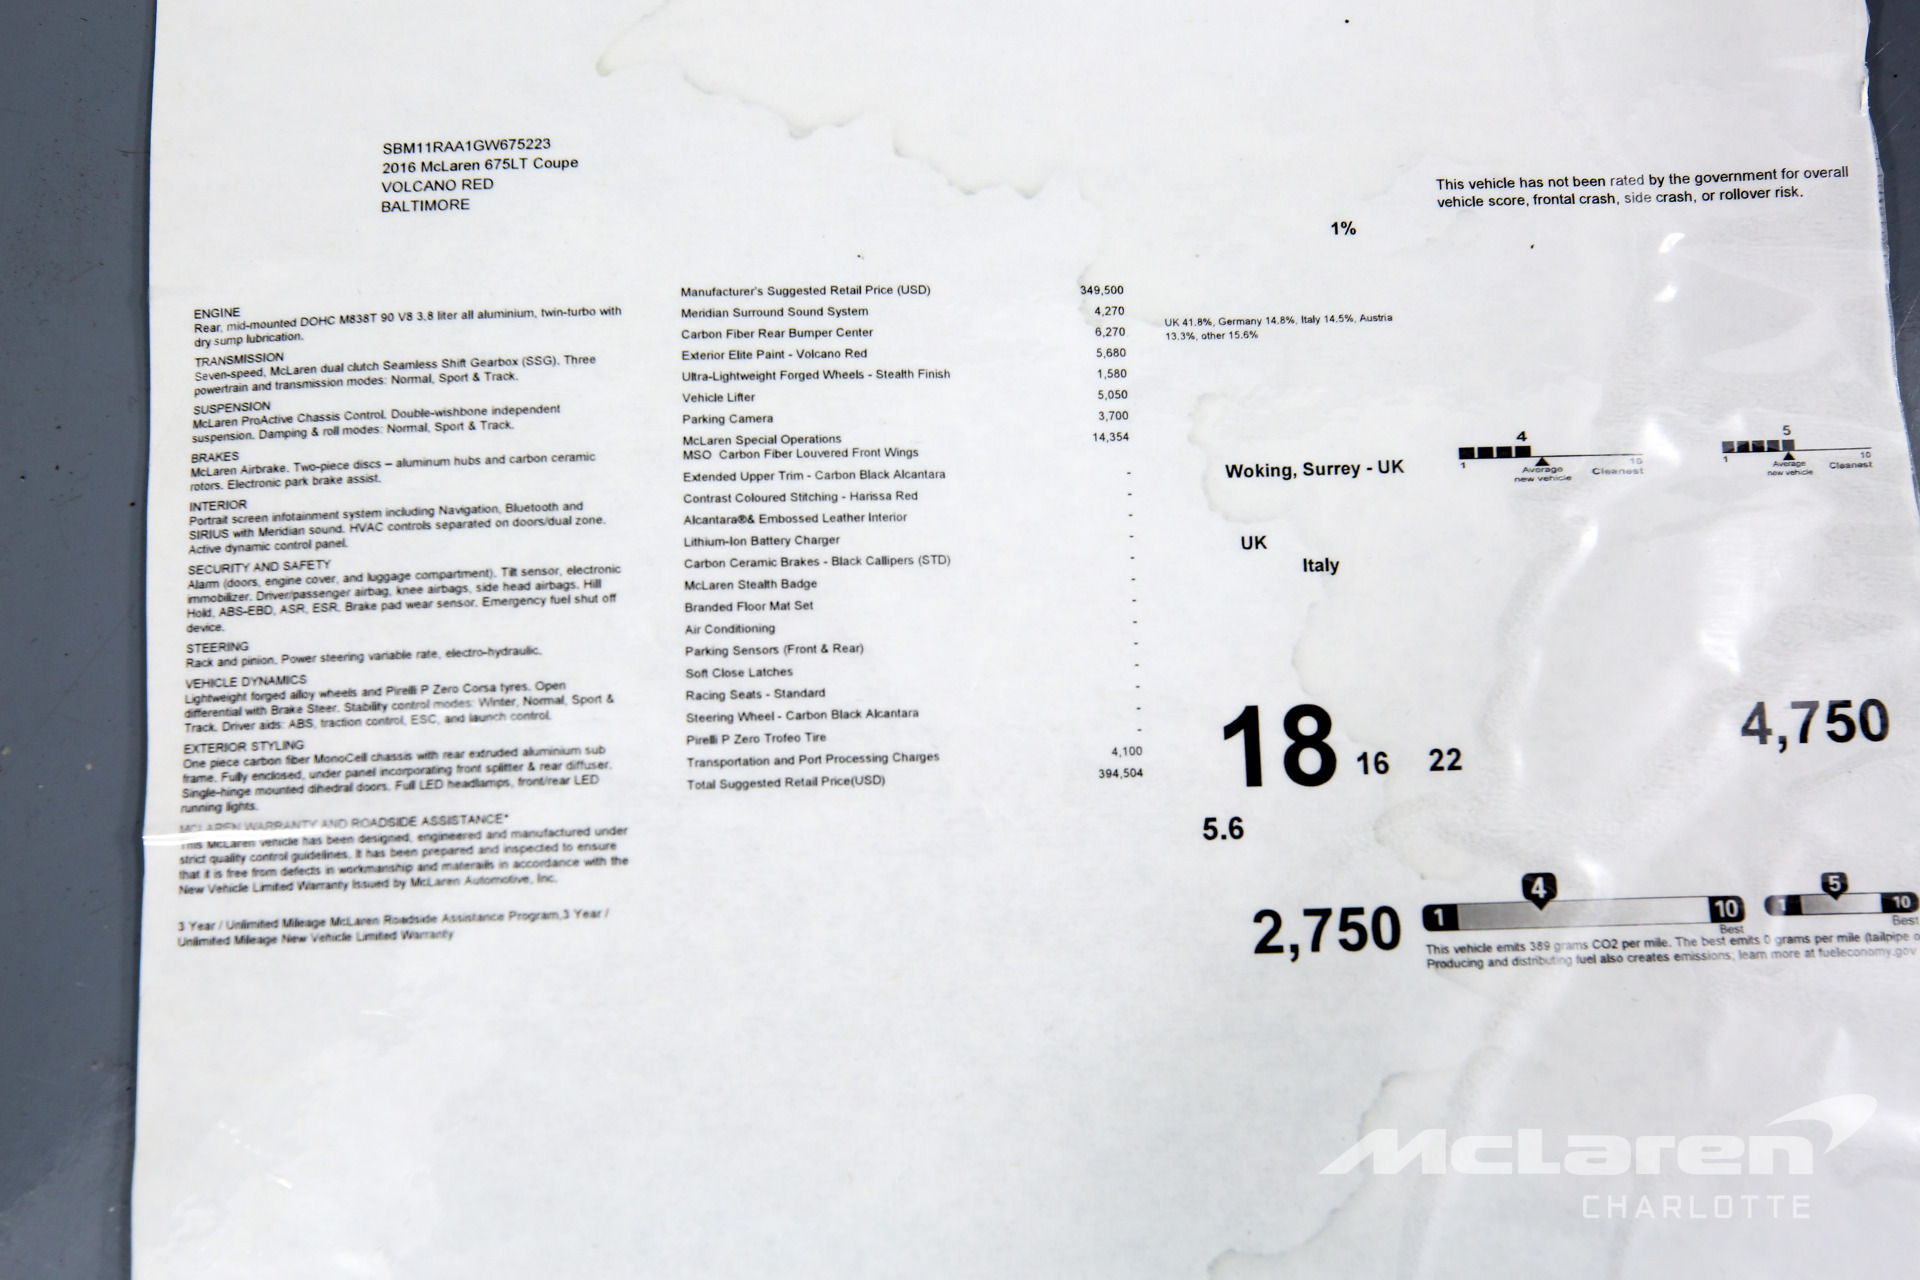 SBM11RAA1GW675223
2016 McLaren 675LT Coupe
VOLCANO RED
BALTIMORE
ENGINE
Rear, mid-mounted DOHC M838T 90 V8 3.8 liter all aluminium, twin-turbo with
dry sump lubrication.
TRANSMISSION
Seven-speed, McLaren dual clutch Seamless Shift Gearbox (SSG). Three
powertrain and transmission modes: Normal, Sport & Track.
SUSPENSION
McLaren ProActive Chassis Control. Double-wishbone independent
suspension. Damping & roll modes: Normal, Sport & Track.
BRAKES
McLaren Airbrake. Two-piece discs – aluminum hubs and carbon ceramic
rotors. Electronic park brake assist.
INTERIOR
Portrait screen infotainment system including Navigation, Bluetooth and
SIRIUS with Meridian sound. HVAC controls separated on doors/dual zone.
Active dynamic control panel.
SECURITY AND SAFETY
Alarm (doors, engine cover, and luggage compartment). Tilt sensor, electronic
immobilizer. Driver/passenger airbag, knee airbags, side head airbags. Hill
Hold, ABS-EBD, ASR, ESR, Brake pad wear sensor. Emergency fuel shut off
device.
STEERING
Rack and pinion. Power steering variable rate, electro-hydraulic.
VEHICLE DYNAMICS
Lightweight forged alloy wheels and Pirelli P Zero Corsa tyres. Open
differential with Brake Steer. Stability control modes: Winter, Normal, Sport &
Track. Driver aids: ABS, traction control, ESC, and launch control.
EXTERIOR STYLING
One piece carbon fiber MonoCell chassis with rear extruded aluminium sub
frame. Fully enclosed, under panel incorporating front splitter & rear diffuser.
Single-hinge mounted dihedral doors. Full LED headlamps, front/rear LED
running lights.
MCLAREN WARRANTY AND ROADSIDE ASSISTANCE*
This McLaren vehicle has been designed, engineered and manufactured under
strict quality control guidelines. It has been prepared and inspected to ensure
that it is free from defects in workmanship and materails in accordance with the
New Vehicle Limited Warranty Issued by McLaren Automotive, Inc.
3 Year / Unlimited Mileage McLaren Roadside Assistance Program,3 Year /
Unlimited Mileage New Vehicle Limited Warranty
Manufacturer's Suggested Retail Price (USD) 349,500
Meridian Surround Sound System 4,270
Carbon Fiber Rear Bumper Center 6,270
Exterior Elite Paint - Volcano Red 5,680
Ultra-Lightweight Forged Wheels - Stealth Finish 1,580
Vehicle Lifter 5,050
Parking Camera 3,700
McLaren Special Operations 14,354
MSO Carbon Fiber Louvered Front Wings
Extended Upper Trim - Carbon Black Alcantara -
Contrast Coloured Stitching - Harissa Red -
Alcantara®& Embossed Leather Interior -
Lithium-Ion Battery Charger -
Carbon Ceramic Brakes - Black Callipers (STD) -
McLaren Stealth Badge -
Branded Floor Mat Set -
Air Conditioning -
Parking Sensors (Front & Rear) -
Soft Close Latches -
Racing Seats - Standard -
Steering Wheel - Carbon Black Alcantara -
Pirelli P Zero Trofeo Tire -
Transportation and Port Processing Charges 4,100
Total Suggested Retail Price(USD) 394,504
This vehicle has not been rated by the government for overall
vehicle score, frontal crash, side crash, or rollover risk.
1%
UK 41.8%, Germany 14.8%, Italy 14.5%, Austria
13.3%, other 15.6%
Woking, Surrey - UK
4
1 10
Average
new vehicle
Cleanest
5
1 10
Average
new vehicle
Cleanest
UK
Italy
18 16 22
4,750
5.6
2,750
1 4 10
Best
1 5 10
Best
This vehicle emits 389 grams CO2 per mile. The best emits 0 grams per mile (tailpipe o
Producing and distributing fuel also creates emissions; learn more at fueleconomy.gov
McLaren
CHARLOTTE